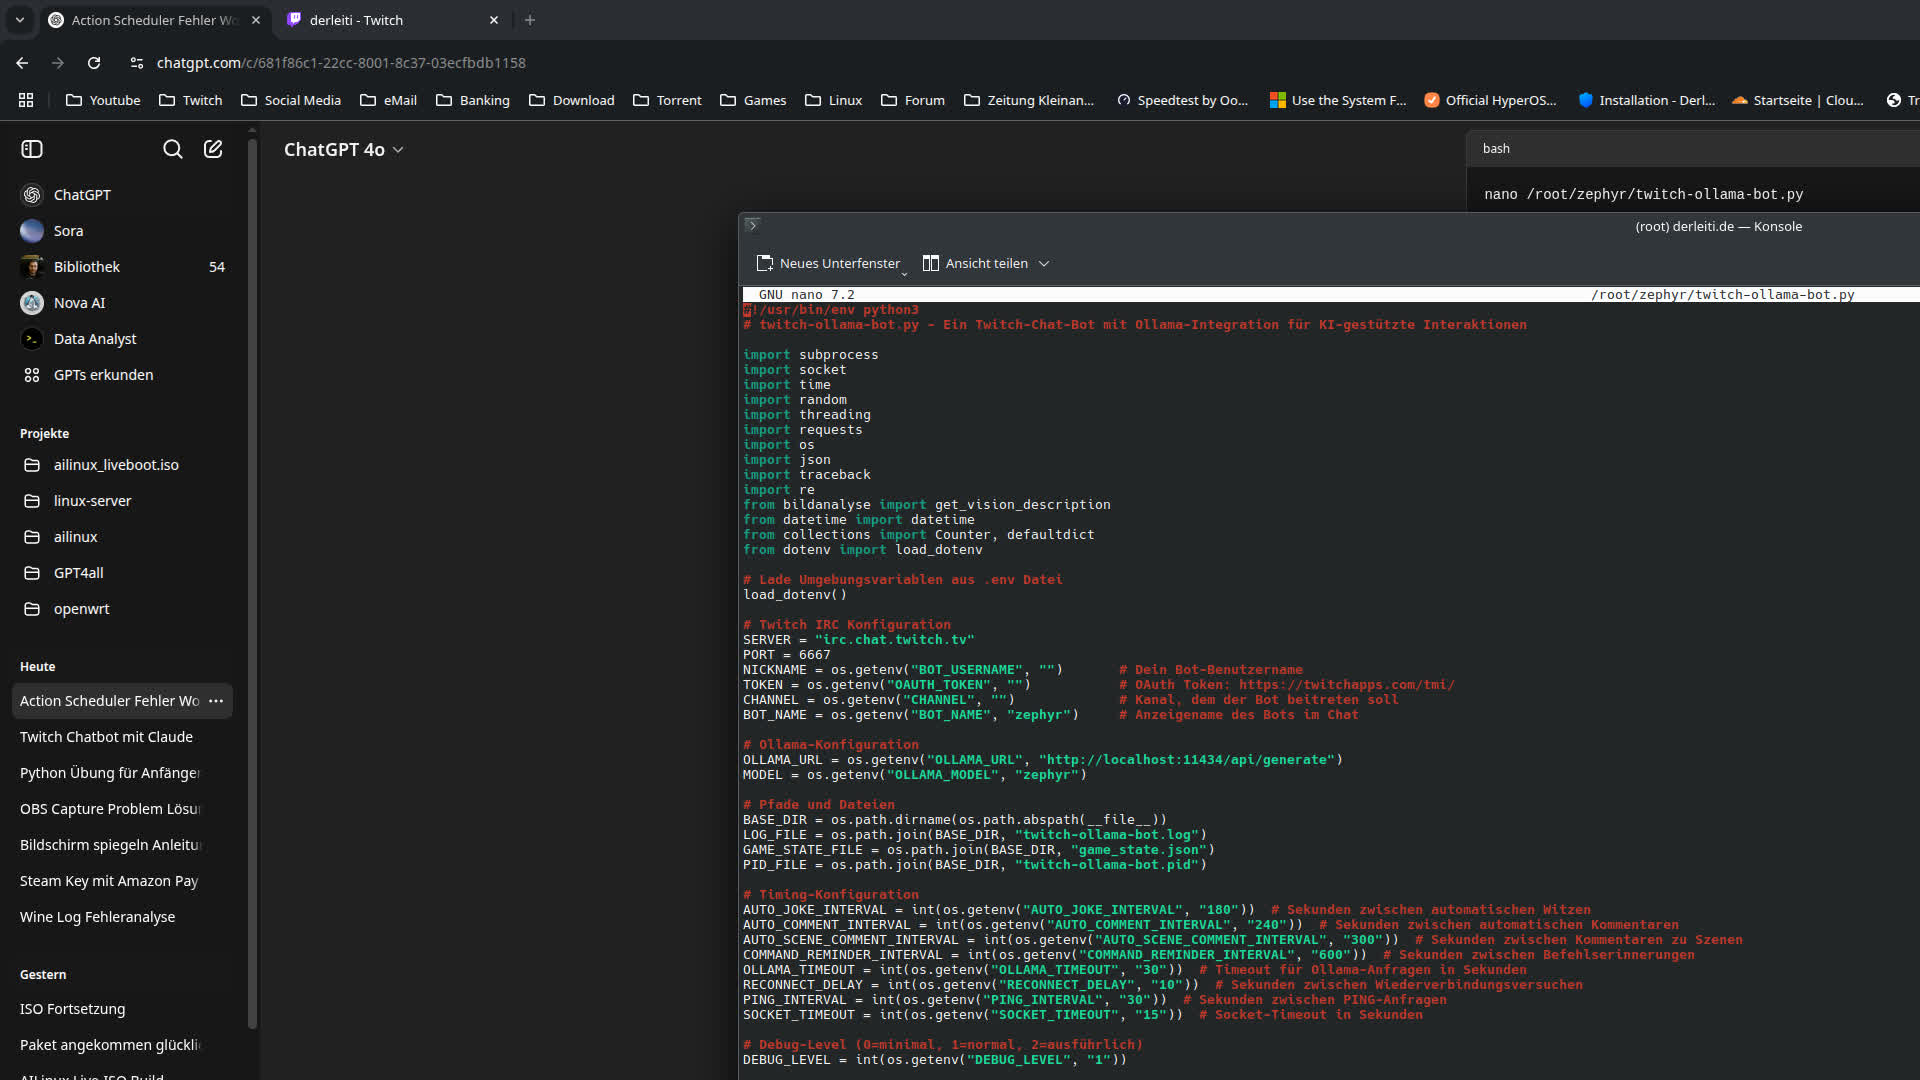 Action Scheduler Fehler Wo
derleiti - Twitch
chatgpt.com/c/681f86c1-22cc-8001-8c37-03ecfbdb1158
Youtube
Twitch
Social Media
eMail
Banking
Download
Torrent
Games
Linux
Forum
Zeitung Kleinan...
Speedtest by Oo...
Use the System F...
Official HyperOS...
Installation - Derl...
Startseite | Clou...
Tr
ChatGPT
Sora
Bibliothek 54
Nova AI
Data Analyst
GPTs erkunden
Projekte
ailinux_liveboot.iso
linux-server
ailinux
GPT4all
openwrt
Heute
Action Scheduler Fehler Wo
Twitch Chatbot mit Claude
Python Übung für Anfänger
OBS Capture Problem Lösu
Bildschirm spiegeln Anleitu
Steam Key mit Amazon Pay
Wine Log Fehleranalyse
Gestern
ISO Fortsetzung
Paket angekommen glückli
AILinux Live ISO Build
ChatGPT 4o
bash
nano /root/zephyr/twitch-ollama-bot.py
(root) derleiti.de — Konsole
Neues Unterfenster
Ansicht teilen
GNU nano 7.2 /root/zephyr/twitch-ollama-bot.py
#!/usr/bin/env python3
# twitch-ollama-bot.py - Ein Twitch-Chat-Bot mit Ollama-Integration für KI-gestützte Interaktionen
import subprocess
import socket
import time
import random
import threading
import requests
import os
import json
import traceback
import re
from bildanalyse import get_vision_description
from datetime import datetime
from collections import Counter, defaultdict
from dotenv import load_dotenv
# Lade Umgebungsvariablen aus .env Datei
load_dotenv()
# Twitch IRC Konfiguration
SERVER = "irc.chat.twitch.tv"
PORT = 6667
NICKNAME = os.getenv("BOT_USERNAME", "") # Dein Bot-Benutzername
TOKEN = os.getenv("OAUTH_TOKEN", "") # OAuth Token: https://twitchapps.com/tmi/
CHANNEL = os.getenv("CHANNEL", "") # Kanal, dem der Bot beitreten soll
BOT_NAME = os.getenv("BOT_NAME", "zephyr") # Anzeigename des Bots im Chat
# Ollama-Konfiguration
OLLAMA_URL = os.getenv("OLLAMA_URL", "http://localhost:11434/api/generate")
MODEL = os.getenv("OLLAMA_MODEL", "zephyr")
# Pfade und Dateien
BASE_DIR = os.path.dirname(os.path.abspath(__file__))
LOG_FILE = os.path.join(BASE_DIR, "twitch-ollama-bot.log")
GAME_STATE_FILE = os.path.join(BASE_DIR, "game_state.json")
PID_FILE = os.path.join(BASE_DIR, "twitch-ollama-bot.pid")
# Timing-Konfiguration
AUTO_JOKE_INTERVAL = int(os.getenv("AUTO_JOKE_INTERVAL", "180")) # Sekunden zwischen automatischen Witzen
AUTO_COMMENT_INTERVAL = int(os.getenv("AUTO_COMMENT_INTERVAL", "240")) # Sekunden zwischen automatischen Kommentaren
AUTO_SCENE_COMMENT_INTERVAL = int(os.getenv("AUTO_SCENE_COMMENT_INTERVAL", "300")) # Sekunden zwischen Kommentaren zu Szenen
COMMAND_REMINDER_INTERVAL = int(os.getenv("COMMAND_REMINDER_INTERVAL", "600")) # Sekunden zwischen Befehlserinnerungen
OLLAMA_TIMEOUT = int(os.getenv("OLLAMA_TIMEOUT", "30")) # Timeout für Ollama-Anfragen in Sekunden
RECONNECT_DELAY = int(os.getenv("RECONNECT_DELAY", "10")) # Sekunden zwischen Wiederverbindungsversuchen
PING_INTERVAL = int(os.getenv("PING_INTERVAL", "30")) # Sekunden zwischen PING-Anfragen
SOCKET_TIMEOUT = int(os.getenv("SOCKET_TIMEOUT", "15")) # Socket-Timeout in Sekunden
# Debug-Level (0=minimal, 1=normal, 2=ausführlich)
DEBUG_LEVEL = int(os.getenv("DEBUG_LEVEL", "1"))